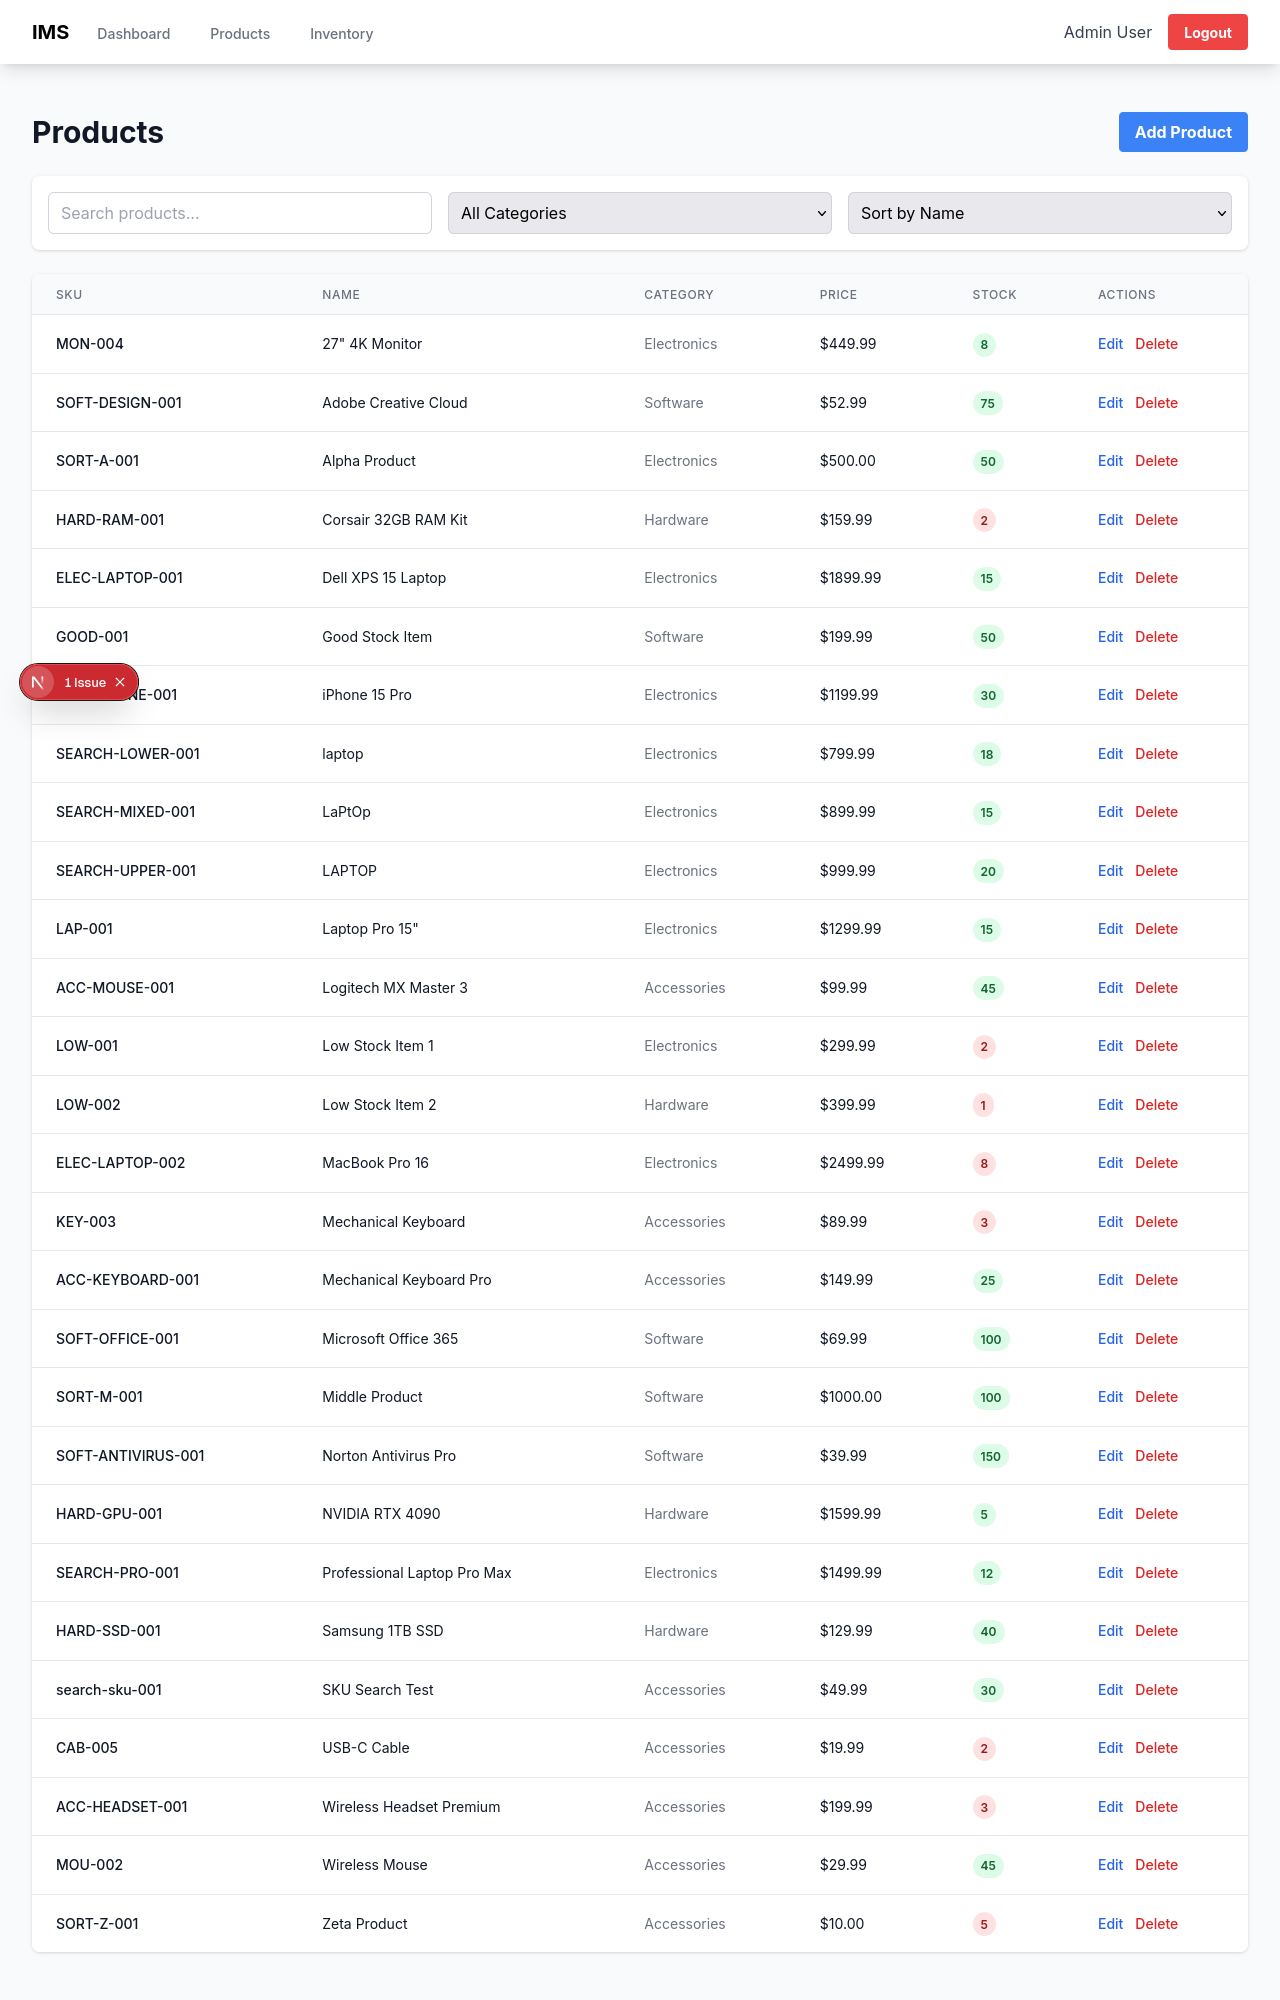 IMS Dashboard Products Inventory Admin User Logout
Products Add Product
Search products... All Categories Sort by Name
SKU NAME CATEGORY PRICE STOCK ACTIONS
MON-004 27" 4K Monitor Electronics $449.99 8 Edit Delete
SOFT-DESIGN-001 Adobe Creative Cloud Software $52.99 75 Edit Delete
SORT-A-001 Alpha Product Electronics $500.00 50 Edit Delete
HARD-RAM-001 Corsair 32GB RAM Kit Hardware $159.99 2 Edit Delete
ELEC-LAPTOP-001 Dell XPS 15 Laptop Electronics $1899.99 15 Edit Delete
GOOD-001 Good Stock Item Software $199.99 50 Edit Delete
N 1 Issue
NE-001 iPhone 15 Pro Electronics $1199.99 30 Edit Delete
SEARCH-LOWER-001 laptop Electronics $799.99 18 Edit Delete
SEARCH-MIXED-001 LaPtOp Electronics $899.99 15 Edit Delete
SEARCH-UPPER-001 LAPTOP Electronics $999.99 20 Edit Delete
LAP-001 Laptop Pro 15" Electronics $1299.99 15 Edit Delete
ACC-MOUSE-001 Logitech MX Master 3 Accessories $99.99 45 Edit Delete
LOW-001 Low Stock Item 1 Electronics $299.99 2 Edit Delete
LOW-002 Low Stock Item 2 Hardware $399.99 1 Edit Delete
ELEC-LAPTOP-002 MacBook Pro 16 Electronics $2499.99 8 Edit Delete
KEY-003 Mechanical Keyboard Accessories $89.99 3 Edit Delete
ACC-KEYBOARD-001 Mechanical Keyboard Pro Accessories $149.99 25 Edit Delete
SOFT-OFFICE-001 Microsoft Office 365 Software $69.99 100 Edit Delete
SORT-M-001 Middle Product Software $1000.00 100 Edit Delete
SOFT-ANTIVIRUS-001 Norton Antivirus Pro Software $39.99 150 Edit Delete
HARD-GPU-001 NVIDIA RTX 4090 Hardware $1599.99 5 Edit Delete
SEARCH-PRO-001 Professional Laptop Pro Max Electronics $1499.99 12 Edit Delete
HARD-SSD-001 Samsung 1TB SSD Hardware $129.99 40 Edit Delete
search-sku-001 SKU Search Test Accessories $49.99 30 Edit Delete
CAB-005 USB-C Cable Accessories $19.99 2 Edit Delete
ACC-HEADSET-001 Wireless Headset Premium Accessories $199.99 3 Edit Delete
MOU-002 Wireless Mouse Accessories $29.99 45 Edit Delete
SORT-Z-001 Zeta Product Accessories $10.00 5 Edit Delete